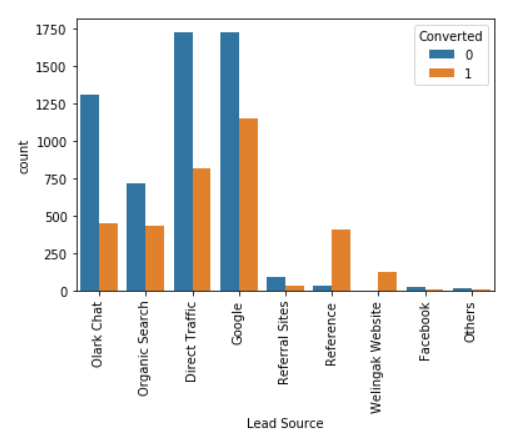 1750
1500
1250
1000
750
500
250
0
count
Converted
0
1
Olark Chat
Organic Search
Direct Traffic
Google
Referral Sites
Reference
Welingak Website
Facebook
Others
Lead Source